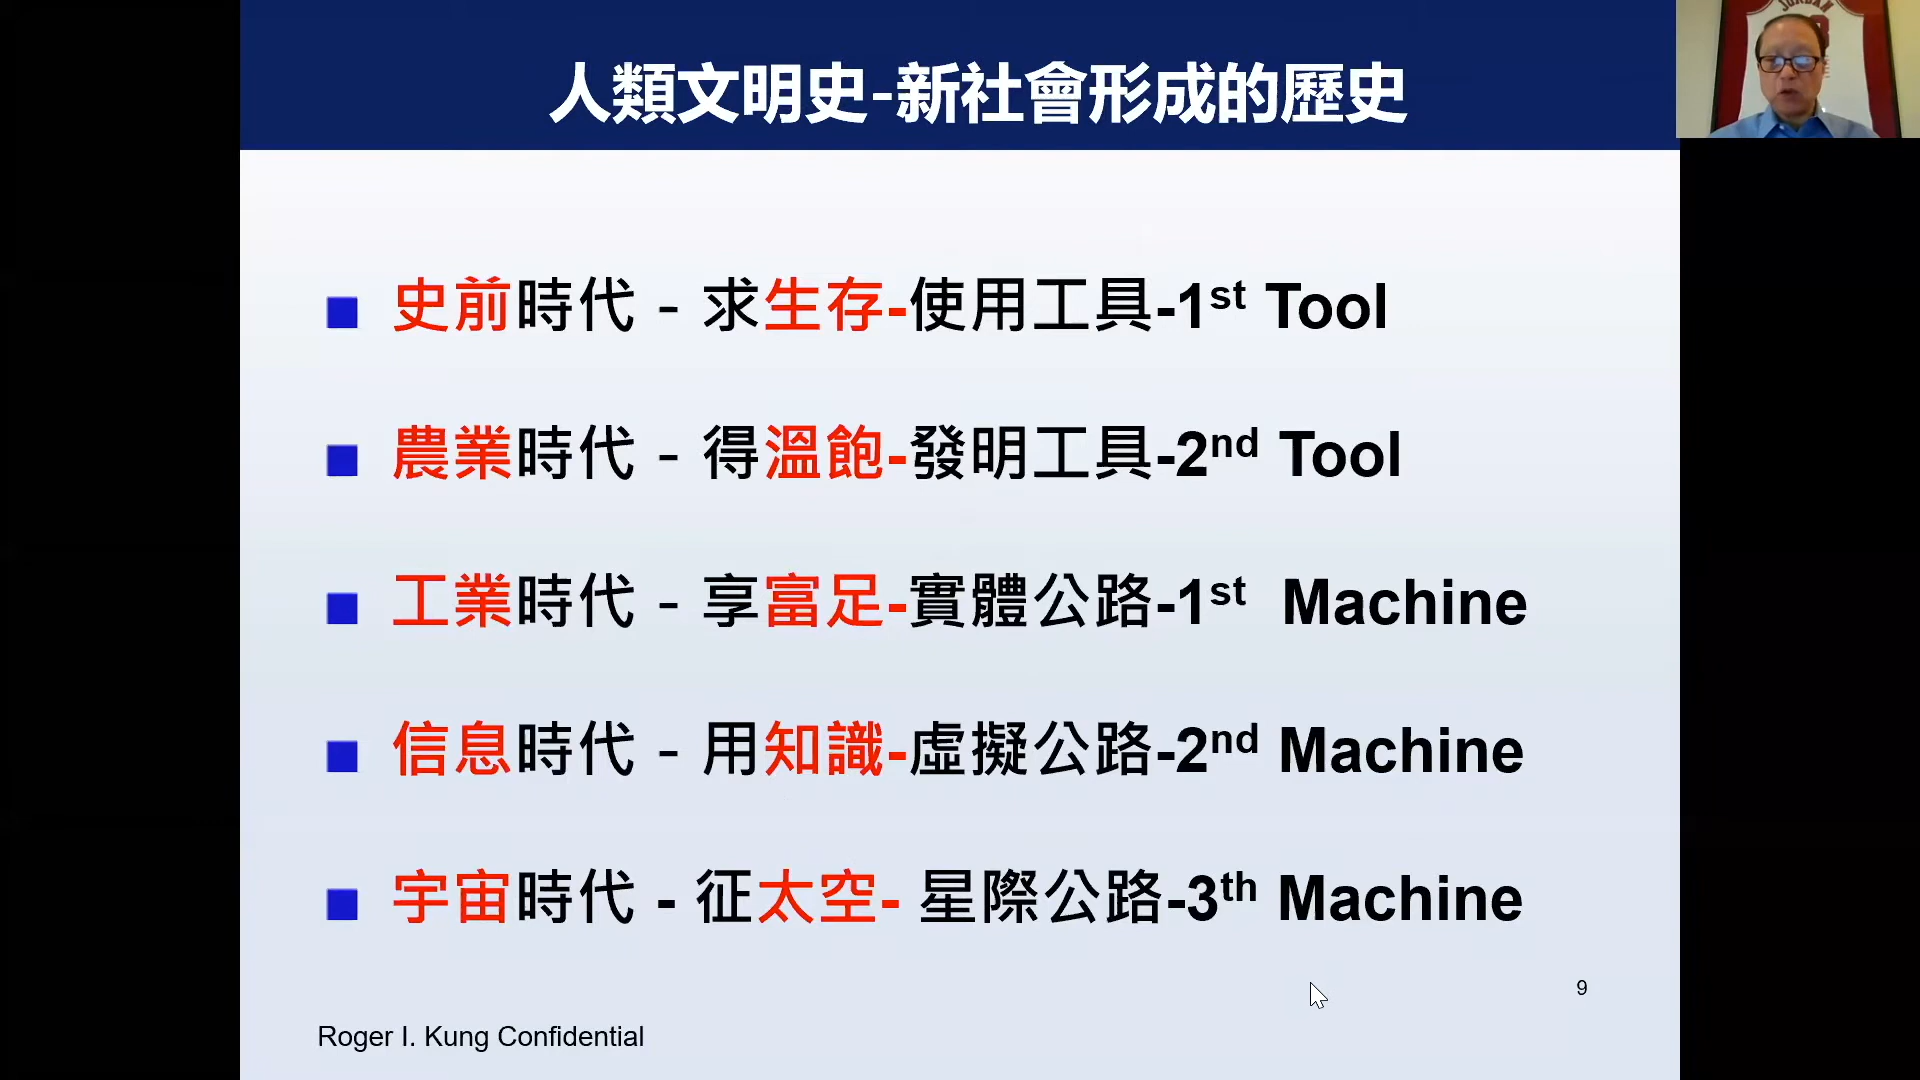 人類文明史-新社會形成的歷史
JORDAN
史前時代 - 求生存-使用工具-1st Tool
農業時代 - 得溫飽-發明工具-2nd Tool
工業時代 - 享富足-實體公路-1st Machine
信息時代 - 用知識-虛擬公路-2nd Machine
宇宙時代 - 征太空- 星際公路-3th Machine
9
Roger I. Kung Confidential